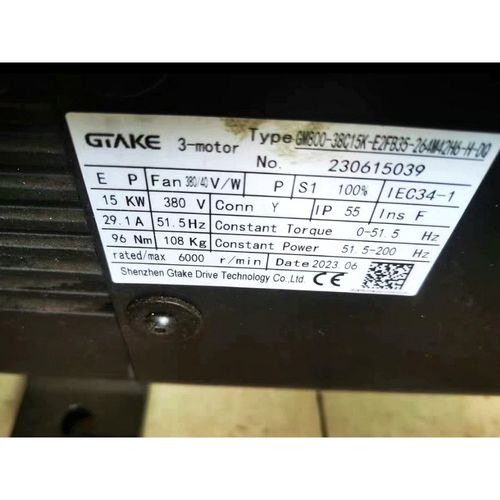 GTAKE 3-motor Type GM800-38C15K-E2FB35-264M42H6-H-D0
No. 230615039
E P Fan 380/40 V/W P S1 100% IEC34-1
15 KW 380 V Conn Y IP 55 Ins F
29.1 A 51.5Hz Constant Torque 0-51.5 Hz
96 Nm 108 Kg Constant Power 51.5-200 Hz
rated/max 6000 r/min Date 2023.06
Shenzhen Gtake Drive Technology Co.,Ltd. CE